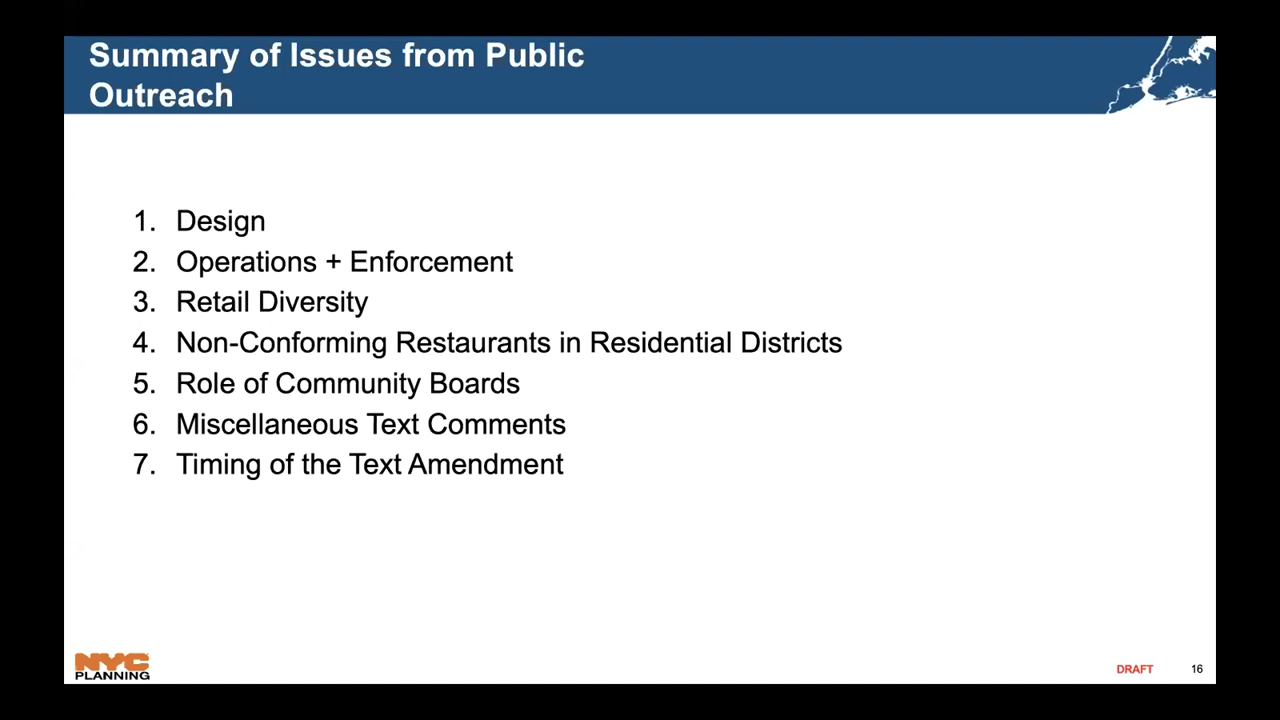 Summary of Issues from Public
Outreach
1. Design
2. Operations + Enforcement
3. Retail Diversity
4. Non-Conforming Restaurants in Residential Districts
5. Role of Community Boards
6. Miscellaneous Text Comments
7. Timing of the Text Amendment
NYC
PLANNING
DRAFT 16